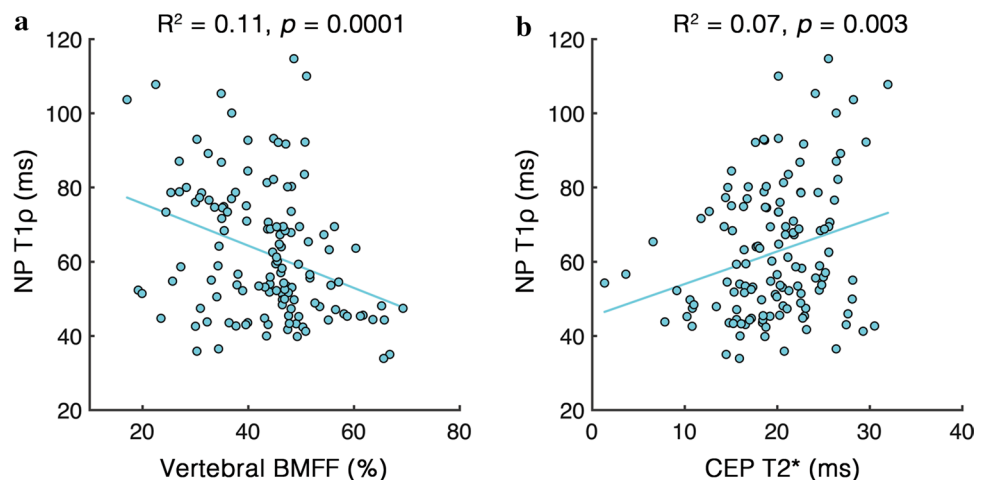 a
R² = 0.11, p = 0.0001
120
100
80
60
40
20
NP T1ρ (ms)
20 40 60 80
Vertebral BMFF (%)
b
R² = 0.07, p = 0.003
120
100
80
60
40
20
NP T1ρ (ms)
0 10 20 30 40
CEP T2* (ms)